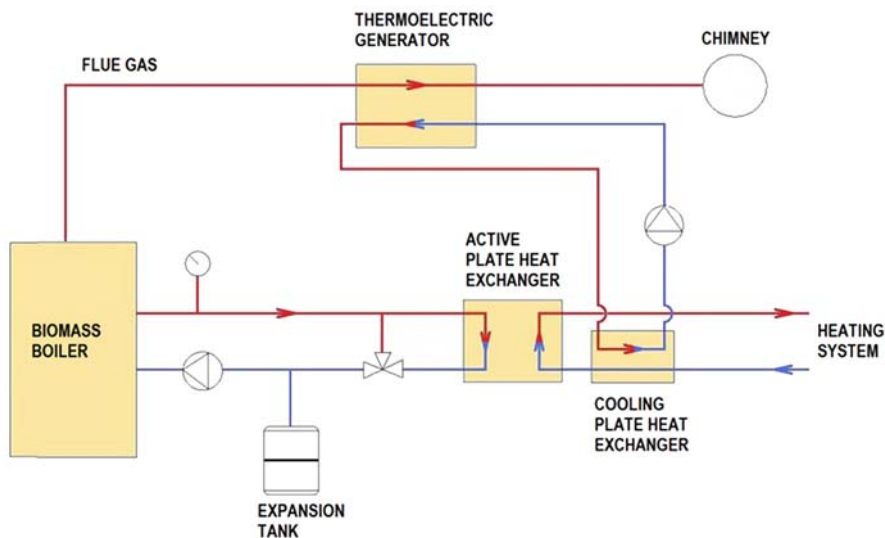 THERMOELECTRIC
GENERATOR
CHIMNEY
FLUE GAS
ACTIVE
PLATE HEAT
EXCHANGER
BIOMASS
BOILER
HEATING
SYSTEM
COOLING
PLATE HEAT
EXCHANGER
EXPANSION
TANK